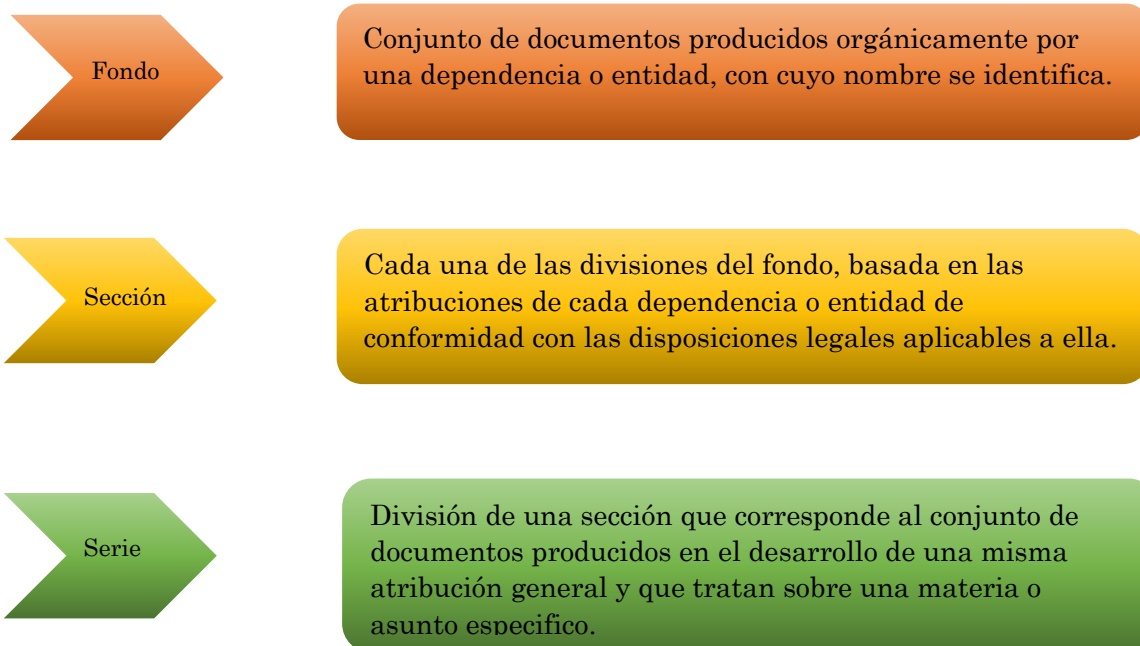 Fondo
Conjunto de documentos producidos orgánicamente por
una dependencia o entidad, con cuyo nombre se identifica.
Sección
Cada una de las divisiones del fondo, basada en las
atribuciones de cada dependencia o entidad de
conformidad con las disposiciones legales aplicables a ella.
Serie
División de una sección que corresponde al conjunto de
documentos producidos en el desarrollo de una misma
atribución general y que tratan sobre una materia o
asunto especifico.